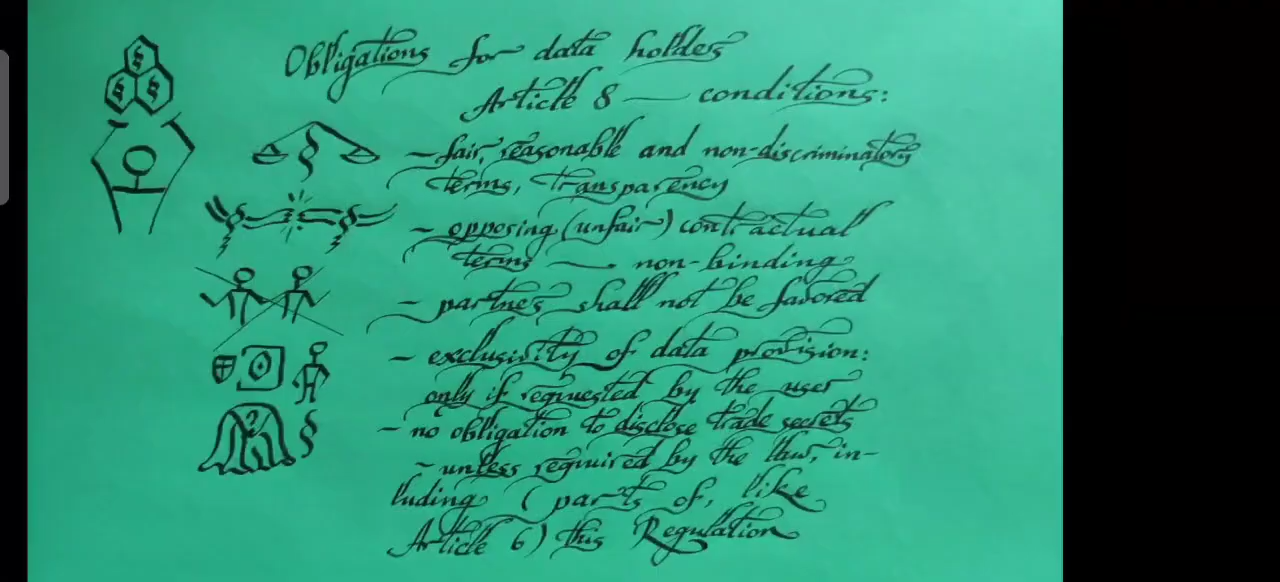 §
§ §
Obligations for data holders
Article 8 — conditions:
§
– fair, reasonable and non-discriminatory
terms, transparency
§ §
– opposing (unfair) contractual
terms — non-binding
– partners shall not be favored
– exclusivity of data provision:
only if requested by the user
? §
– no obligation to disclose trade secrets
– unless required by the law, in-
luding (parts of, like
Article 6) this Regulation